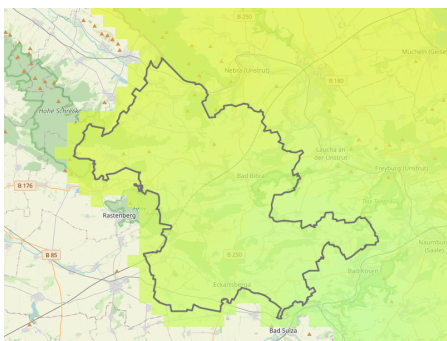 B 250
Mücheln (Geisel
Nebra (Unstrut)
B 180
Hohe Schrecke
Laucha an
der Unstrut
Freyburg (Unstrut)
Bad Bibra
B 176
Rastenberg
Naumburg
(Saale)
B 85
B 250
Bad Kösen
Eckartsberga
Bad Sulza